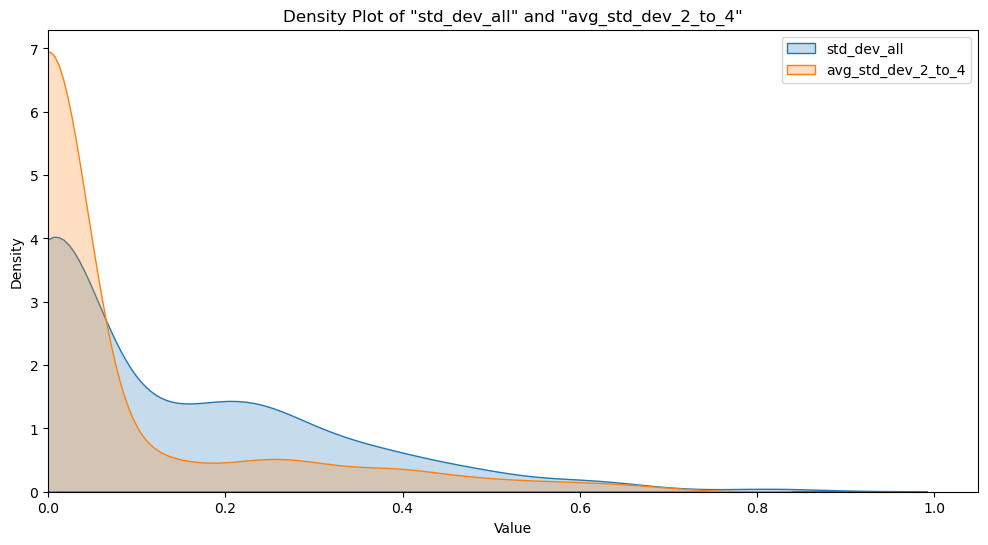 Density Plot of "std_dev_all" and "avg_std_dev_2_to_4"
std_dev_all
avg_std_dev_2_to_4
7
6
5
4
3
2
1
0
Density
0.0
0.2
0.4
0.6
0.8
1.0
Value